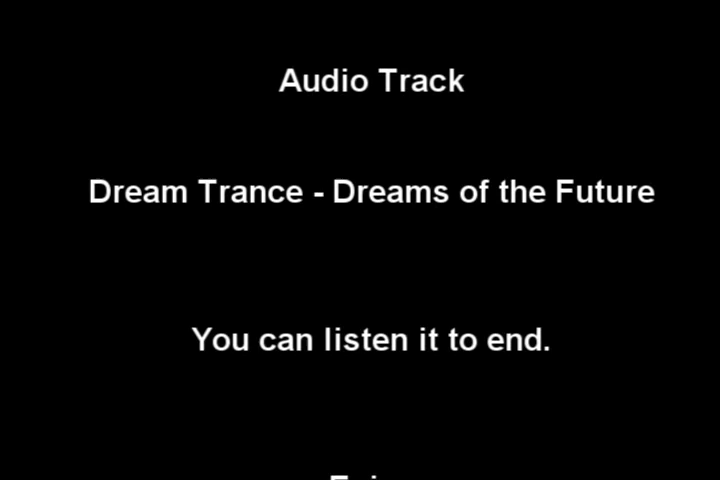 Audio Track
Dream Trance - Dreams of the Future
You can listen it to end.